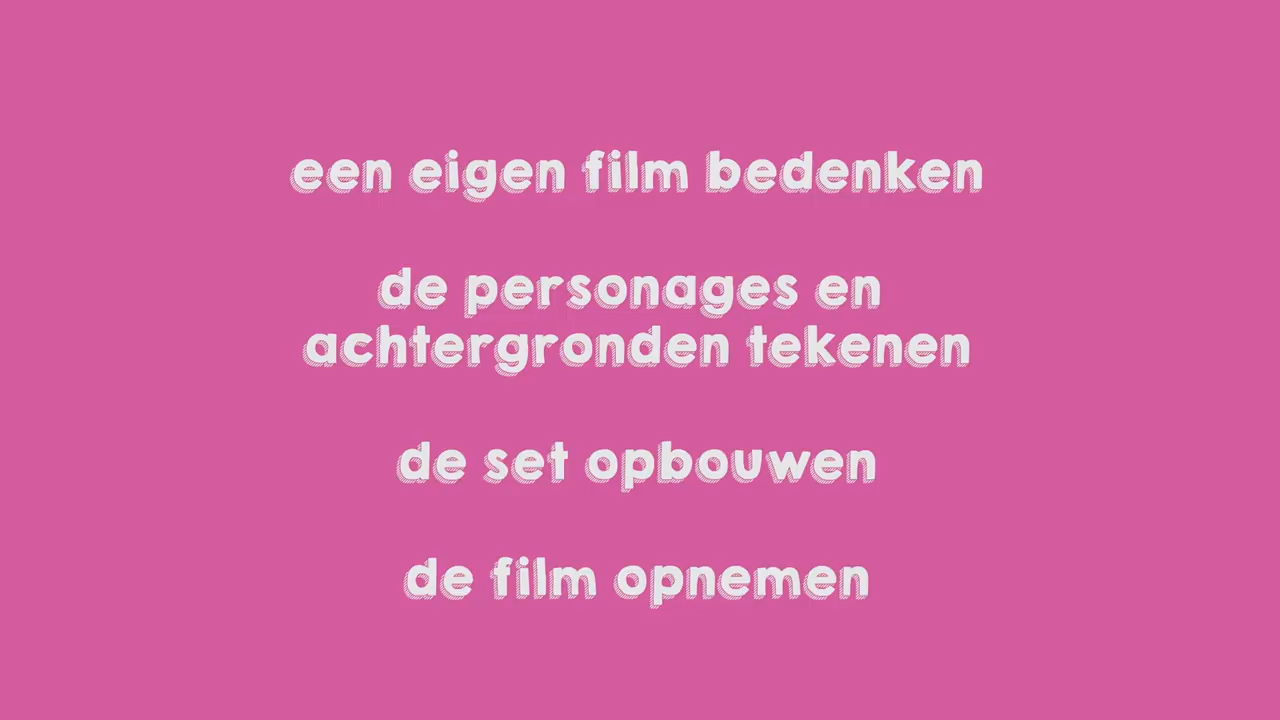 een eigen film bedenken
de personages en
achtergronden tekenen
de set opbouwen
de film opnemen